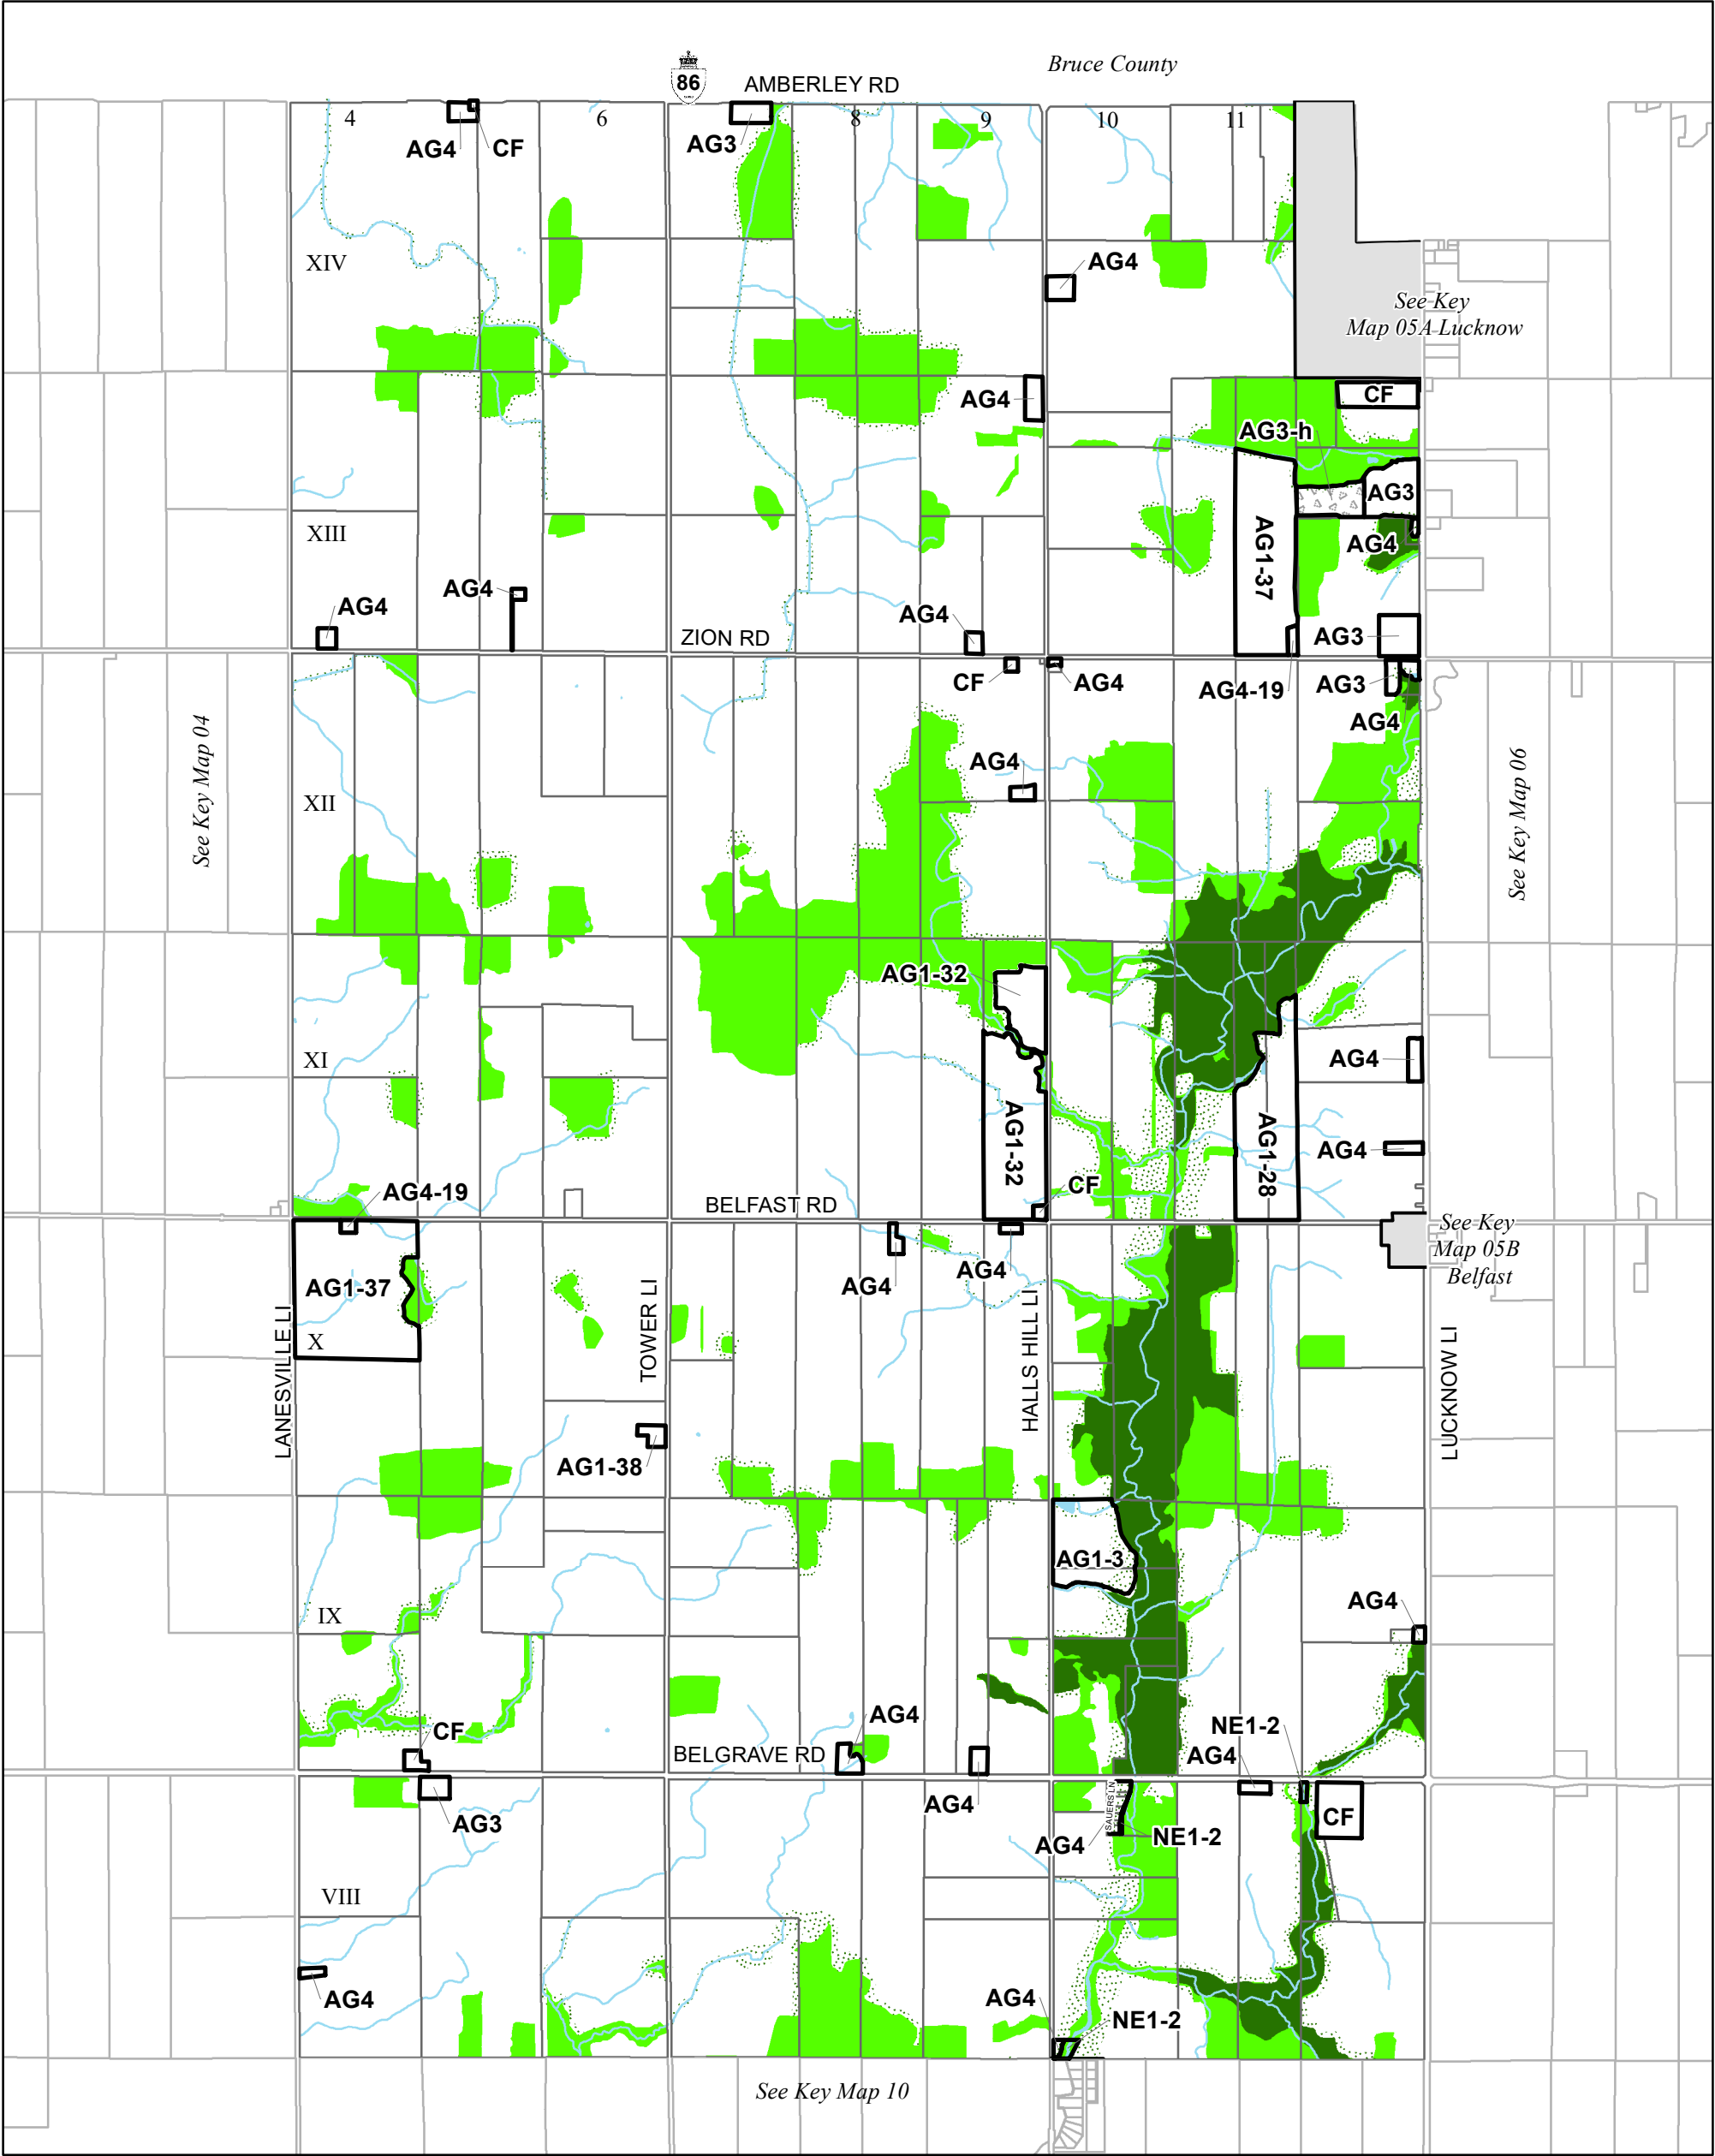 Bruce County
86
AMBERLEY RD
4
6
8
9
10
11
AG4
CF
AG3
XIV
AG4
See Key
Map 05A Lucknow
AG4
CF
AG3-h
AG3
XIII
AG1-37
AG4
AG4
AG4
AG4
ZION RD
AG3
CF
AG4
AG4-19
AG3
AG4
See Key Map 04
See Key Map 06
AG4
XII
AG1-32
XI
AG4
AG1-32
AG1-28
AG4
AG4-19
CF
BELFAST RD
See Key
Map 05B
Belfast
AG1-37
AG4
AG4
X
LANESVILLE LI
TOWER LI
HALLS HILL LI
LUCKNOW LI
AG1-38
AG1-3
IX
AG4
CF
AG4
NE1-2
BELGRAVE RD
AG4
AG3
AG4
SAUERS LN
AG4
NE1-2
CF
VIII
AG4
AG4
NE1-2
See Key Map 10